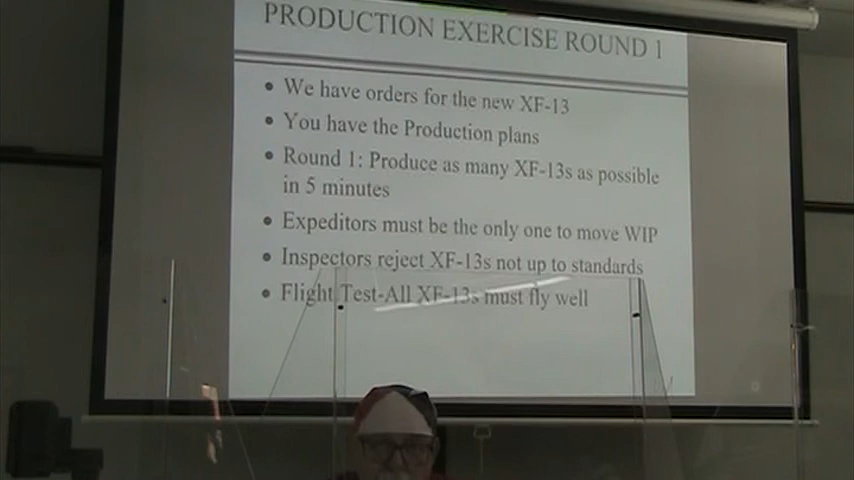 PRODUCTION EXERCISE ROUND 1
• We have orders for the new XF-13
• You have the Production plans
• Round 1: Produce as many XF-13s as possible
in 5 minutes
• Expeditors must be the only one to move WIP
• Inspectors reject XF-13s not up to standards
• Flight Test-All XF-13s must fly well